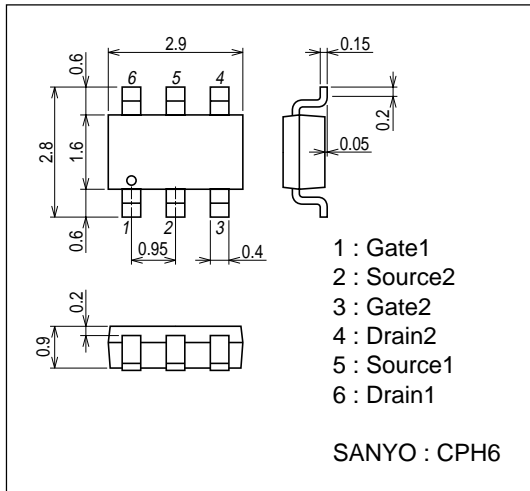 2.9
0.15
0.6
6
5
4
0.2
2.8
1.6
0.05
0.6
1
2
3
0.95
0.4
0.2
0.9
1 : Gate1
2 : Source2
3 : Gate2
4 : Drain2
5 : Source1
6 : Drain1
SANYO : CPH6